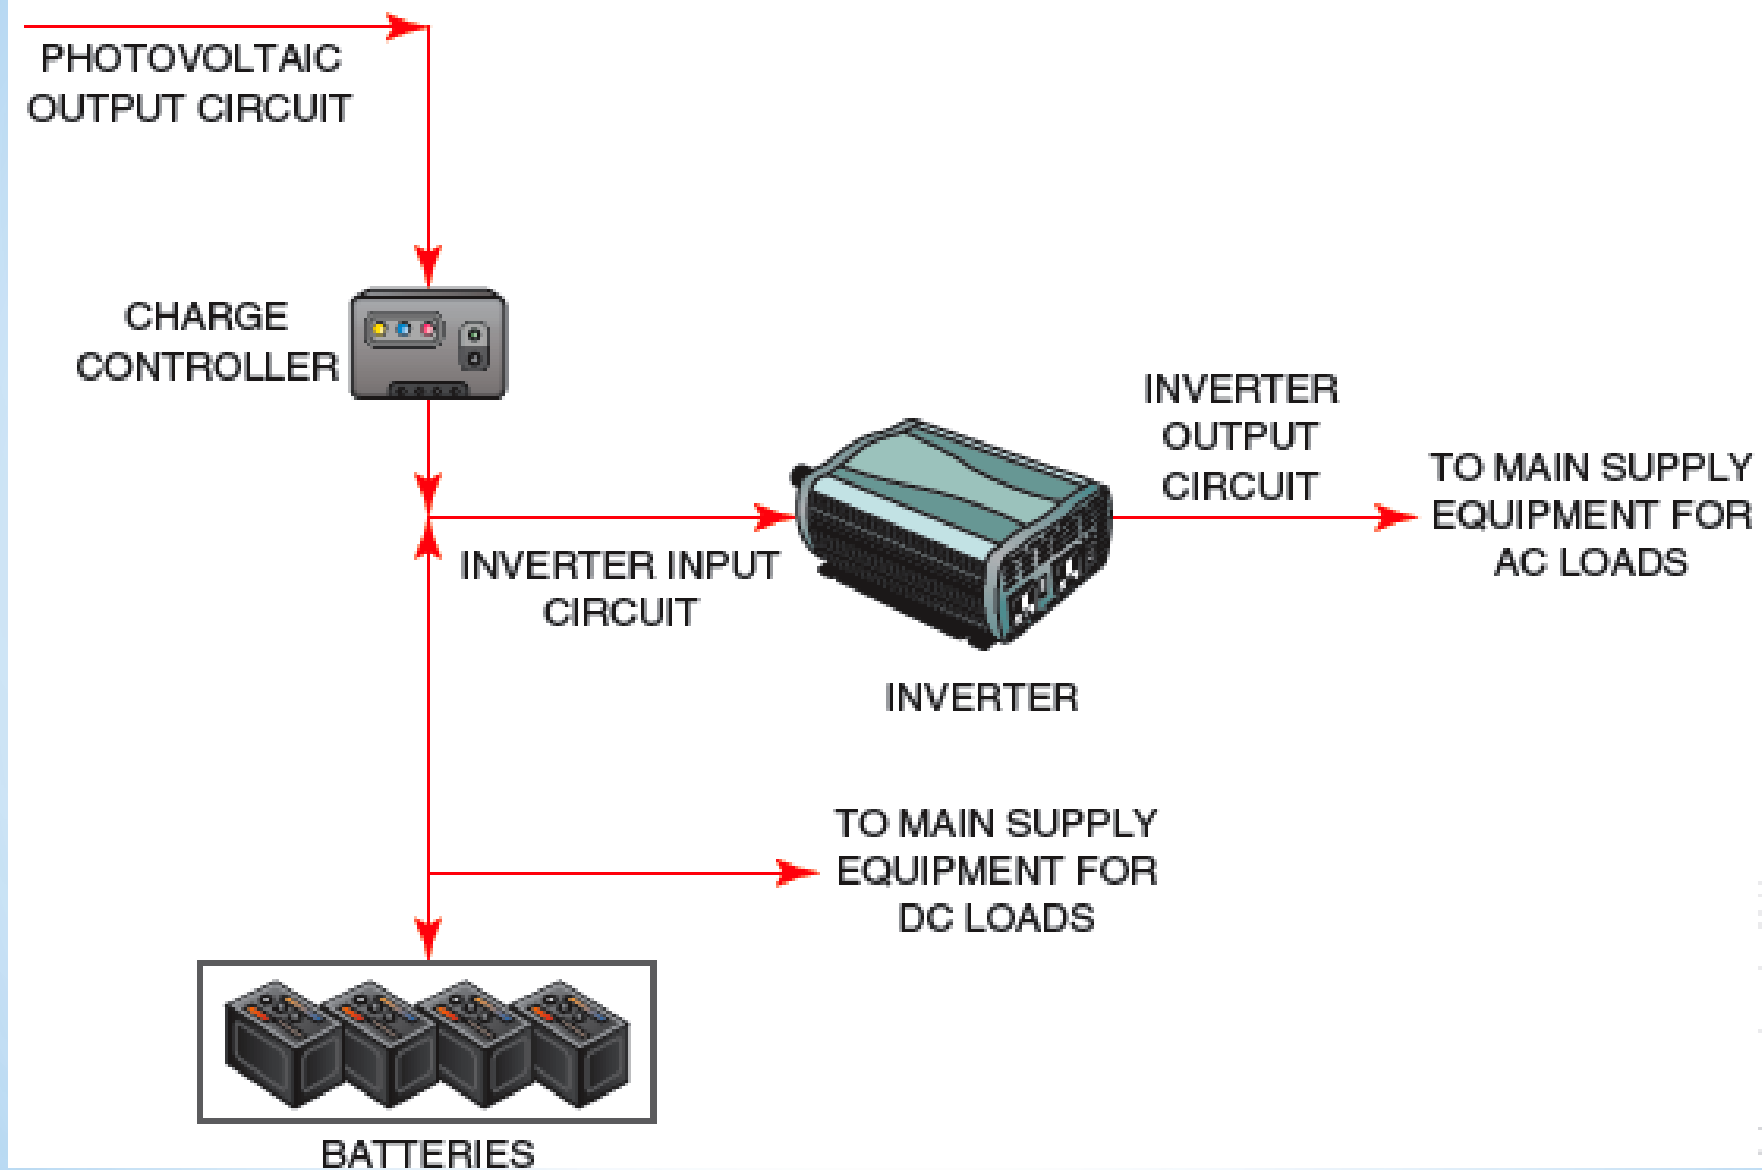 PHOTOVOLTAIC
OUTPUT CIRCUIT
CHARGE
CONTROLLER
INVERTER
OUTPUT
CIRCUIT
TO MAIN SUPPLY
EQUIPMENT FOR
AC LOADS
INVERTER INPUT
CIRCUIT
INVERTER
TO MAIN SUPPLY
EQUIPMENT FOR
DC LOADS
BATTERIES